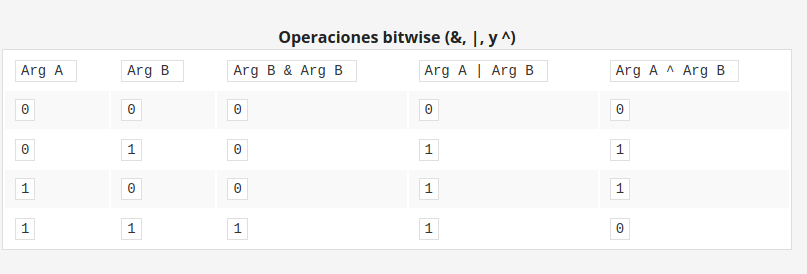 Operaciones bitwise (&, |, y ^)
Arg A Arg B Arg B & Arg B Arg A | Arg B Arg A ^ Arg B
0 0 0 0 0
0 1 0 1 1
1 0 0 1 1
1 1 1 1 0